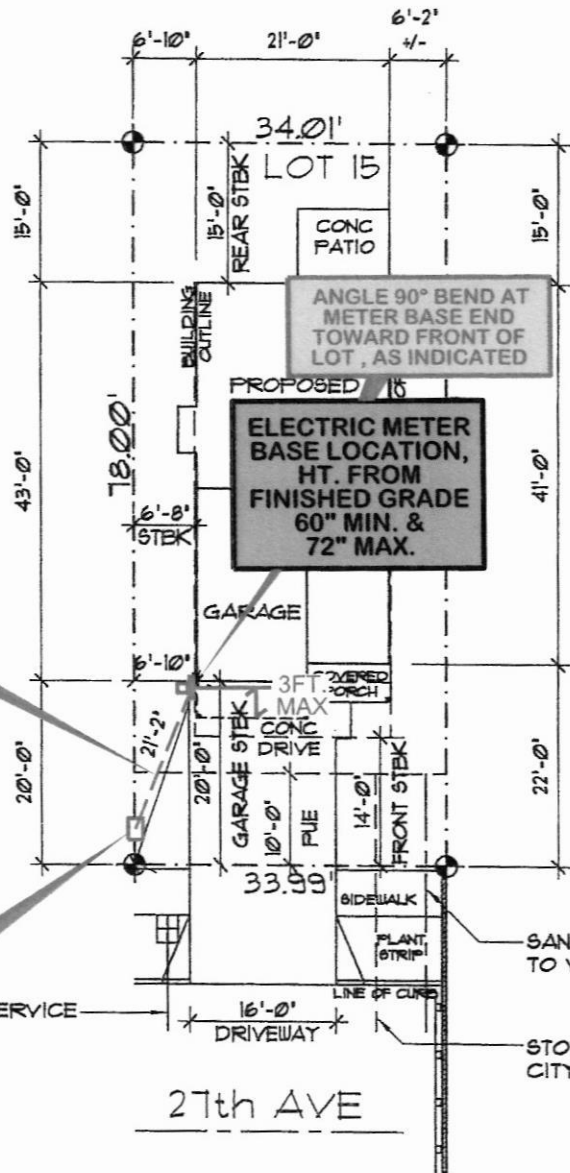 6'-2"
6'-10" 21'-0" +/-
34.01'
LOT 15
15'-0"
15'-0"
REAR STBK
CONC
PATIO
15'-0"
BUILDING
OUTLINE
ANGLE 90° BEND AT
METER BASE END
TOWARD FRONT OF
LOT , AS INDICATED
PROPOSED
ELECTRIC METER
BASE LOCATION,
HT. FROM
FINISHED GRADE
60" MIN. &
72" MAX.
78.00'
43'-0"
41'-0"
6'-8"
STBK
GARAGE
6'-10"
3FT.
MAX
COVERED
PORCH
CONC
DRIVE
21'-2"
20'-0"
20'-0"
GARAGE STBK
10'-0"
PUE
14'-0"
FRONT STBK
22'-0"
33.99'
SIDEWALK
PLANT
STRIP
SAN
TO
LINE OF CURB
SERVICE
16'-0"
DRIVEWAY
STO
CITY
27th AVE